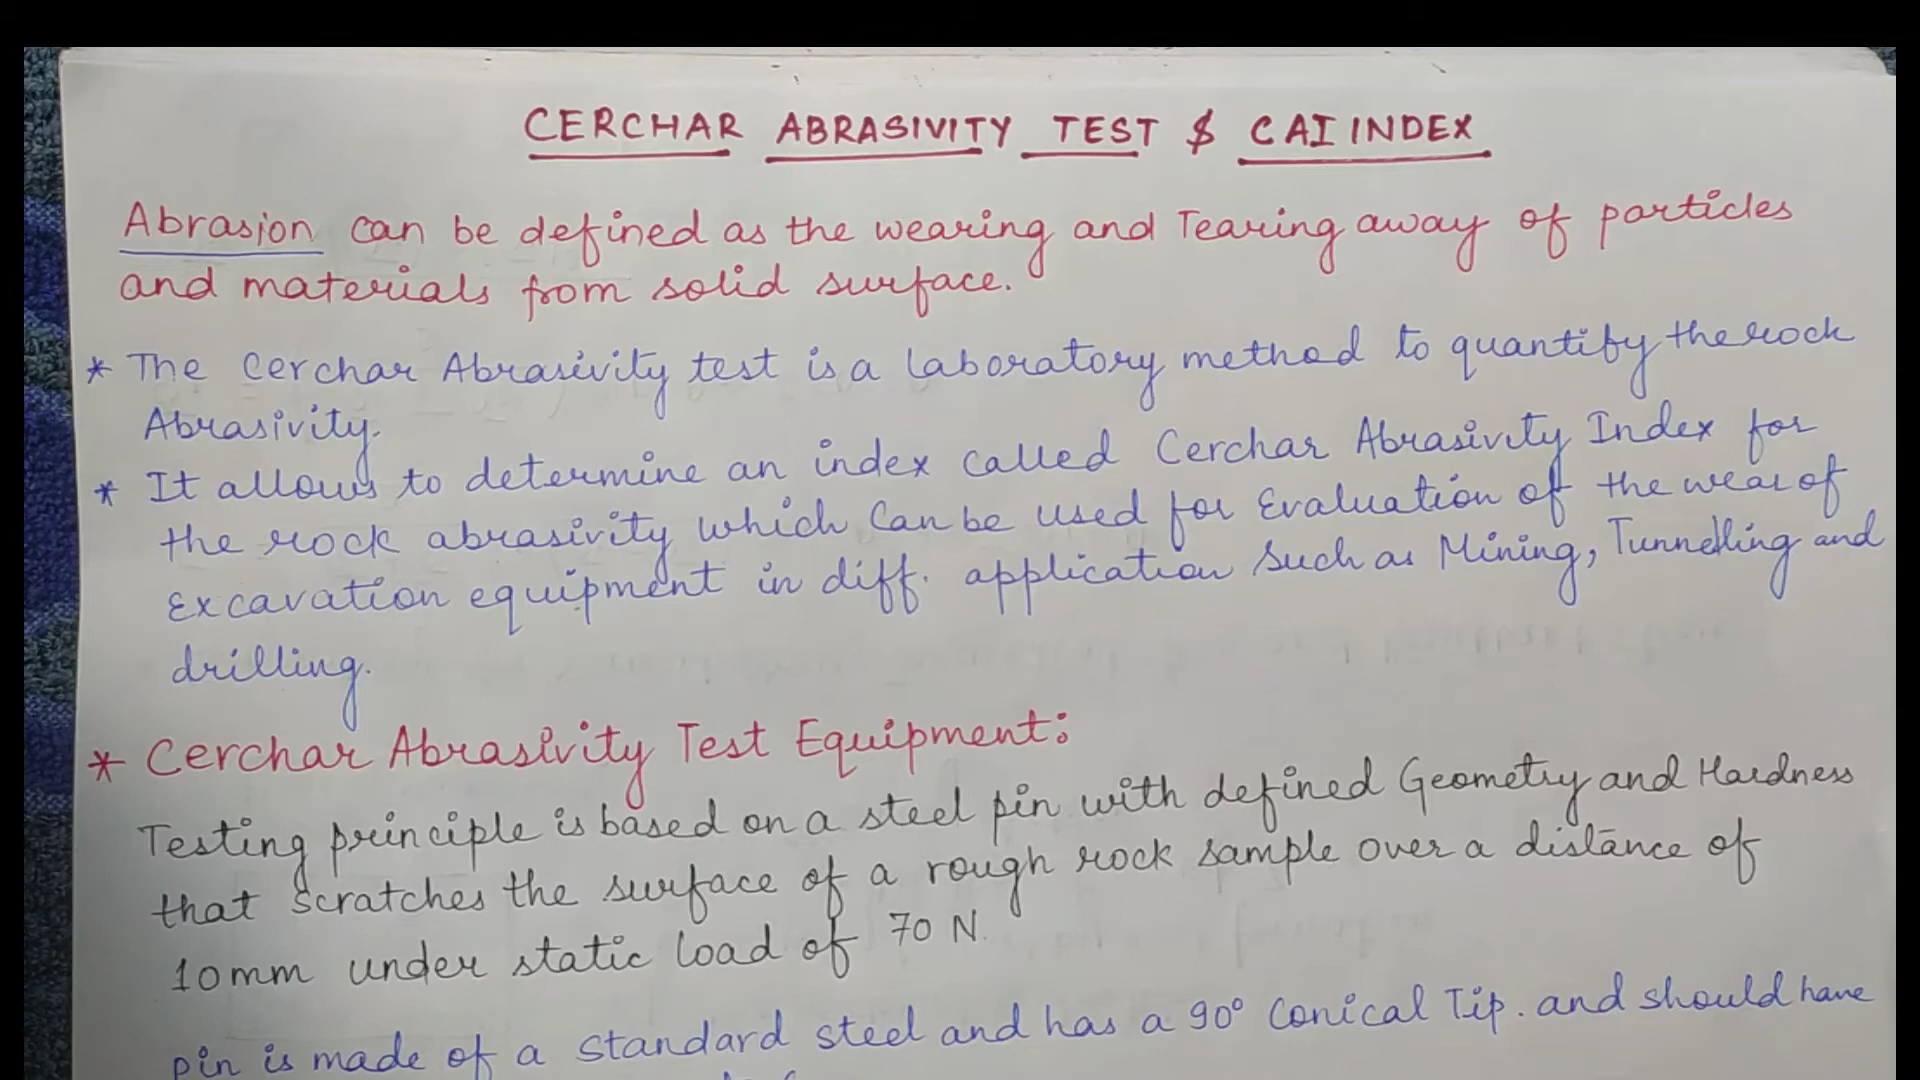 CERCHAR ABRASIVITY TEST & CAI INDEX
Abrasion can be defined as the wearing and Tearing away of particles
and materials from solid surface.
* The Cerchar Abrasivity test is a laboratory method to quantify the rock
Abrasivity.
* It allows to determine an index called Cerchar Abrasivity Index for
the rock abrasivity which can be used for Evaluation of the wear of
Excavation equipment in diff. application such as Mining, Tunnelling and
drilling.
* Cerchar Abrasivity Test Equipment:
Testing principle is based on a steel pin with defined Geometry and Hardness
that scratches the surface of a rough rock sample over a distance of
10mm under static load of 70 N.
pin is made of a standard steel and has a 90° Conical Tip. and should have